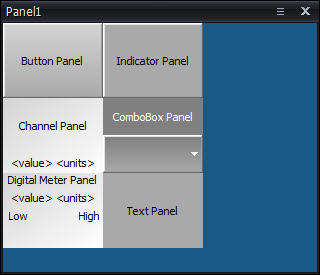 Panel1
Button Panel
Indicator Panel
Channel Panel
<value> <units>
ComboBox Panel
Digital Meter Panel
<value> <units>
Low High
Text Panel